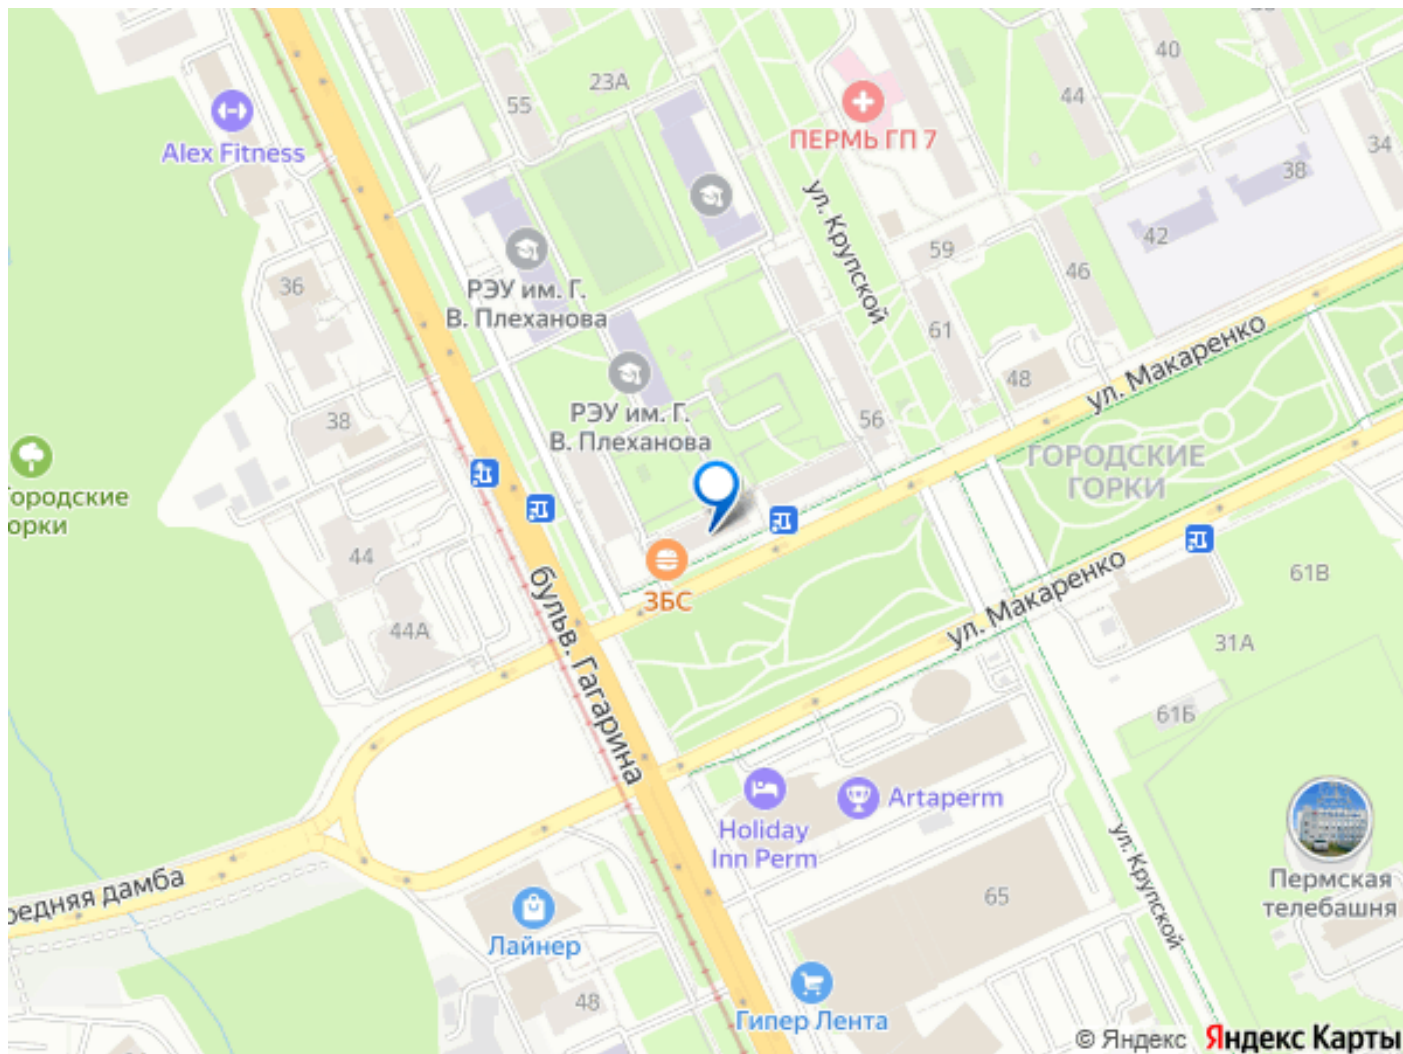 23А
55
40
44
ПЕРМЬ ГП 7
34
38
Alex Fitness
ул. Крупской
42
59
46
36
РЭУ им. Г.
В. Плеханова
61
ул. Макаренко
48
38
РЭУ им. Г.
В. Плеханова
56
ГОРОДСКИЕ
ГОРКИ
Городские
горки
44
ЗБС
бульв. Гагарина
61В
ул. Макаренко
44А
31А
61Б
Holiday
Inn Perm
Artaperm
ул. Крупской
65
Пермская
телебашня
редняя дамба
Лайнер
48
Гипер Лента
© Яндекс Яндекс Карты